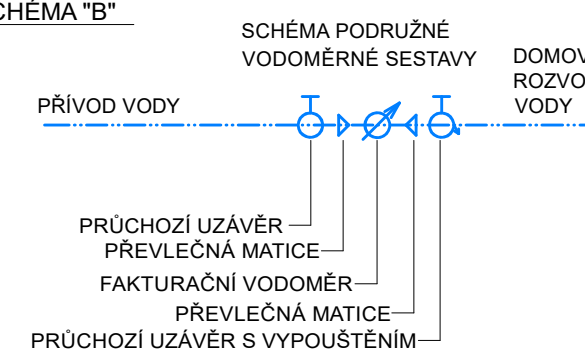 CHÉMA "B"
SCHÉMA PODRUŽNÉ
VODOMĚRNÉ SESTAVY
DOMOV
ROZVO
VODY
PŘÍVOD VODY
PRŮCHOZÍ UZÁVĚR
PŘEVLEČNÁ MATICE
FAKTURAČNÍ VODOMĚR
PŘEVLEČNÁ MATICE
PRŮCHOZÍ UZÁVĚR S VYPOUŠTĚNÍM